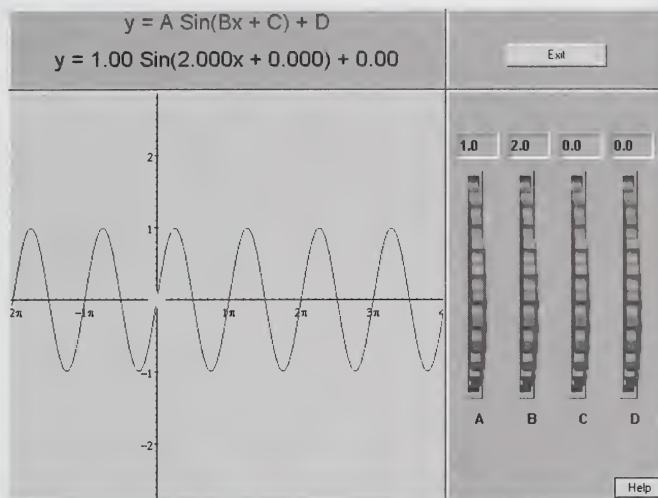 y = A Sin(Bx + C) + D
y = 1.00 Sin(2.000x + 0.000) + 0.00
Exit
2
1
2π
-1π
1π
2π
3π
4
-1
-2
1.0 2.0 0.0 0.0
A B C D
Help